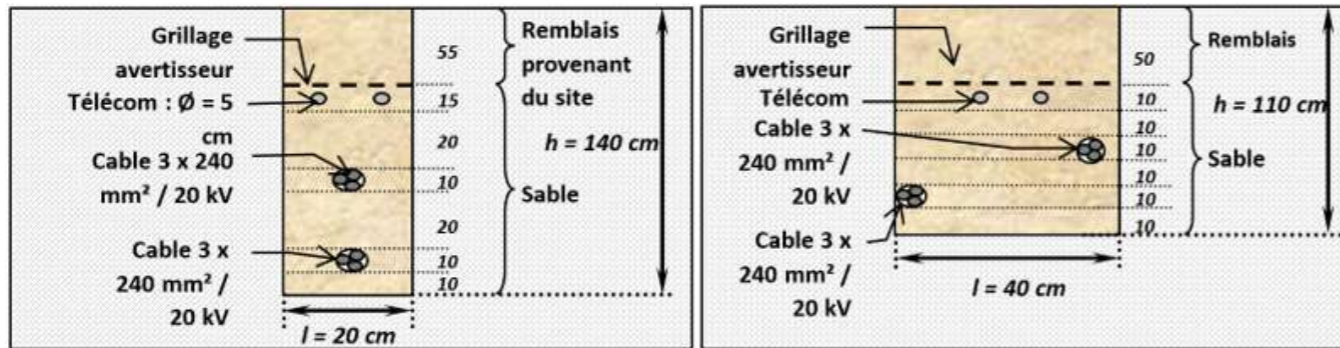 Grillage
avertisseur
Télécom : Ø = 5
cm
Cable 3 x 240
mm² / 20 kV
Cable 3 x
240 mm² /
20 kV
55
15
20
10
20
10
10
Remblais
provenant
du site
h = 140 cm
Sable
l = 20 cm
Grillage
avertisseur
Télécom
Cable 3 x
240 mm² /
20 kV
Cable 3 x
240 mm² /
20 kV
50
10
10
10
10
10
10
Remblais
h = 110 cm
Sable
l = 40 cm